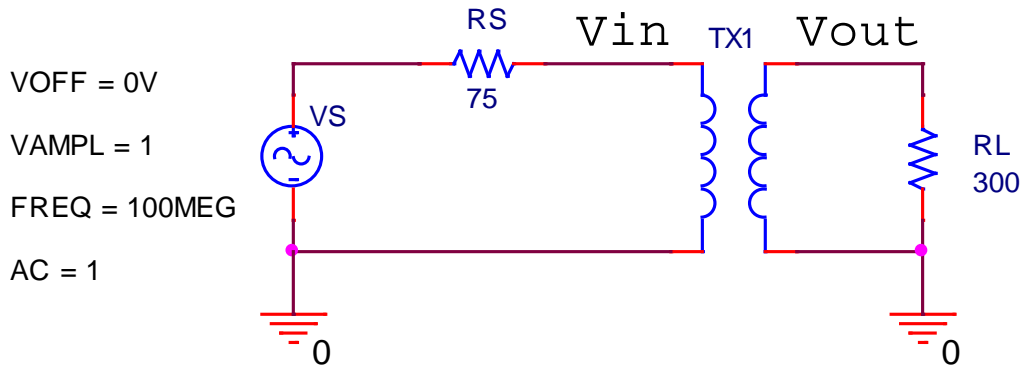 RS
Vin
TX1
Vout
VOFF = 0V
75
VS
VAMPL = 1
RL
300
FREQ = 100MEG
AC = 1
0
0